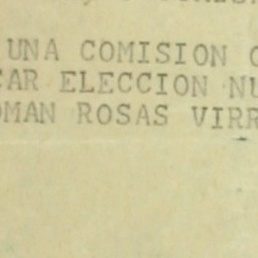 UNA COMISION
CAR ELECCION NU
OMAN ROSAS VIRR